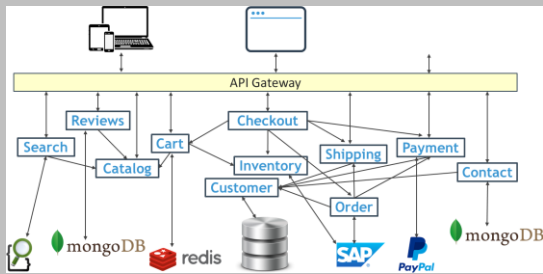 API Gateway
Reviews
Checkout
Search
Cart
Shipping
Payment
Catalog
Inventory
Contact
Customer
Order
mongoDB
redis
SAP
PayPal
mongoDB